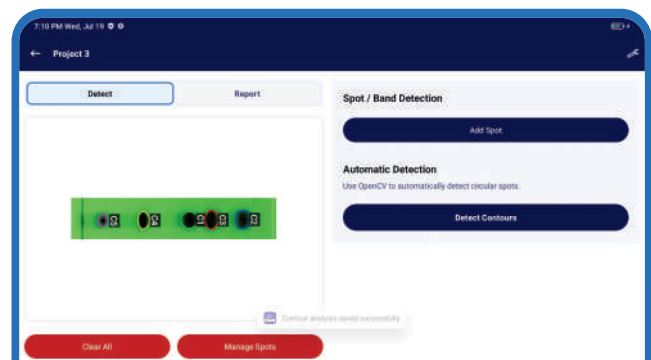 7:10 PM Wed, Jul 19
← Project 3
Detect
Report
Spot / Band Detection
Add Spot
Automatic Detection
Use OpenCV to automatically detect circular spots.
Detect Contours
Contour analysis saved successfully
Clear All
Manage Spots